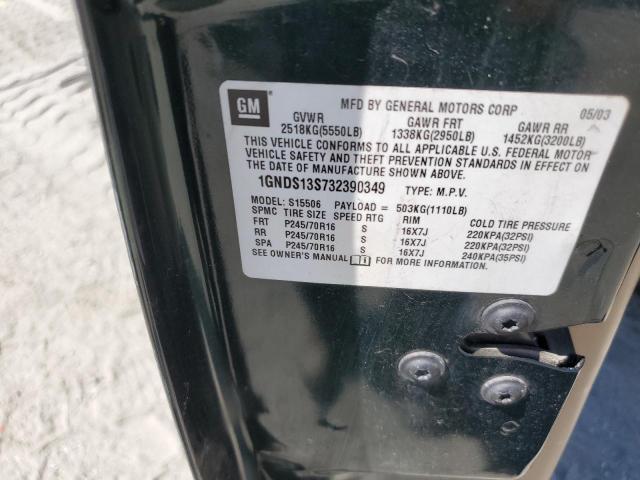 GM
MFD BY GENERAL MOTORS CORP 05/03
GVWR GAWR FRT GAWR RR
2518KG(5550LB) 1338KG(2950LB) 1452KG(3200LB)
THIS VEHICLE CONFORMS TO ALL APPLICABLE U.S. FEDERAL MOTOR
VEHICLE SAFETY AND THEFT PREVENTION STANDARDS IN EFFECT ON
THE DATE OF MANUFACTURE SHOWN ABOVE.
1GNDS13S732390349 TYPE: M.P.V.
MODEL: S15506 PAYLOAD = 503KG(1110LB)
SPMC TIRE SIZE SPEED RTG RIM COLD TIRE PRESSURE
FRT P245/70R16 S 16X7J 220KPA(32PSI)
RR P245/70R16 S 16X7J 220KPA(32PSI)
SPA P245/70R16 S 16X7J 240KPA(35PSI)
SEE OWNER'S MANUAL FOR MORE INFORMATION.